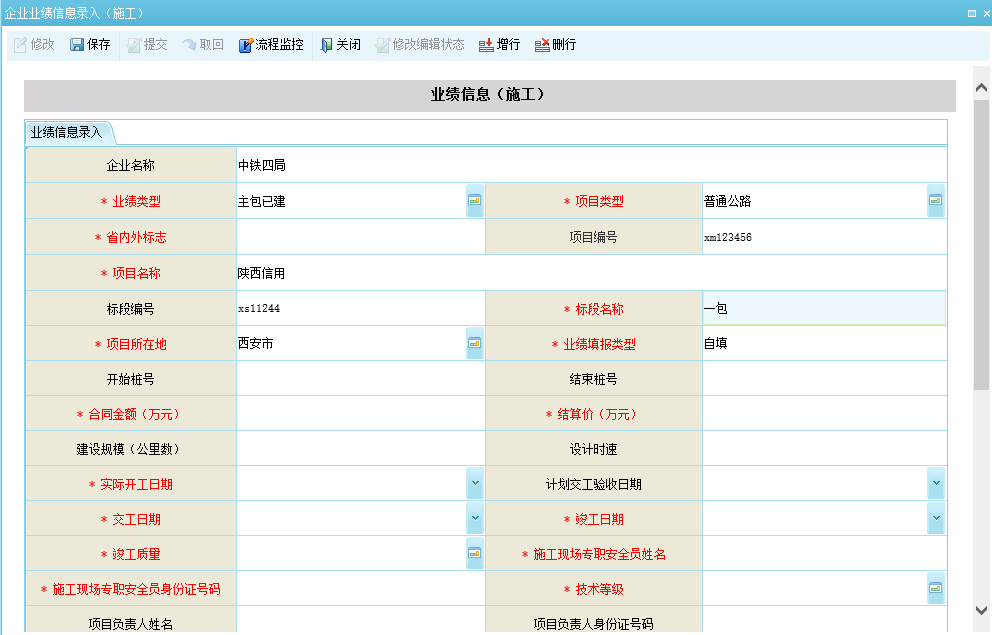 企业业绩信息录入（施工）
修改 保存 提交 取回 流程监控 关闭 修改编辑状态 增行 删行
业绩信息（施工）
业绩信息录入
企业名称 中铁四局
* 业绩类型 主包已建 * 项目类型 普通公路
* 省内外标志 项目编号 xm123456
* 项目名称 陕西信用
标段编号 xs11244 * 标段名称 一包
* 项目所在地 西安市 * 业绩填报类型 自填
开始桩号 结束桩号
* 合同金额（万元） * 结算价（万元）
建设规模（公里数） 设计时速
* 实际开工日期 计划交工验收日期
* 交工日期 * 竣工日期
* 竣工质量 * 施工现场专职安全员姓名
* 施工现场专职安全员身份证号码 * 技术等级
项目负责人姓名 项目负责人身份证号码